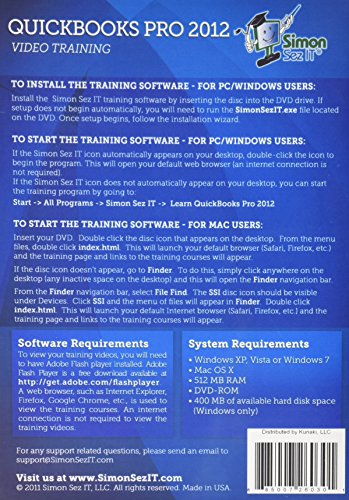 QUICKBOOKS PRO 2012
VIDEO TRAINING
Simon
Sez IT
TO INSTALL THE TRAINING SOFTWARE - FOR PC/WINDOWS USERS:
Install the Simon Sez IT training software by inserting the disc into the DVD drive. If
setup does not begin automatically, you will need to run the SimonSezIT.exe file located
on the DVD. Once setup begins, follow the installation wizard.
TO START THE TRAINING SOFTWARE - FOR PC/WINDOWS USERS:
If the Simon Sez IT icon automatically appears on your desktop, double-click the icon to
begin the program. This will open your default web browser (an internet connection is
not required).
If the Simon Sez IT icon does not automatically appear on your desktop, you can start
the training program by going to:
Start -> All Programs -> Simon Sez IT -> Learn QuickBooks Pro 2012
TO START THE TRAINING SOFTWARE - FOR MAC USERS:
Insert your DVD. Double click the disc icon that appears on the desktop. From the menu
files, double click index.html. This will launch your default browser (Safari, Firefox, etc.)
and the training page and links to the training courses will appear.
If the disc icon doesn't appear, go to Finder. To do this, simply click anywhere on the
desktop (any inactive space on the desktop) and this will open the Finder navigation bar.
From the Finder navigation bar, select File Find. The SSI disc icon should be visible
under Devices. Click SSI and the menu of files will appear in Finder. Double click
index.html. This will launch your default Internet browser (Safari, Firefox, etc.) and the
training page and links to the training courses will appear.
Software Requirements
To view your training videos, you will need
to have Adobe Flash player installed. Adobe
Flash Player is a free download available at
http://get.adobe.com/flashplayer
A web browser, such as Internet Explorer,
Firefox, Google Chrome, etc., is used to
view the training courses. An internet
connection is not required to view the
training videos.
System Requirements
• Windows XP, Vista or Windows 7
• Mac OS X
• 512 MB RAM
• DVD-ROM
• 400 MB of available hard disk space
(Windows only)
For any support related questions, please send an email to
support@SimonSezIT.com
Visit us at www.SimonSezIT.com
© 2011 Simon Sez IT, LLC. All rights reserved. Made in USA.
Distributed by Kunaki, LLC